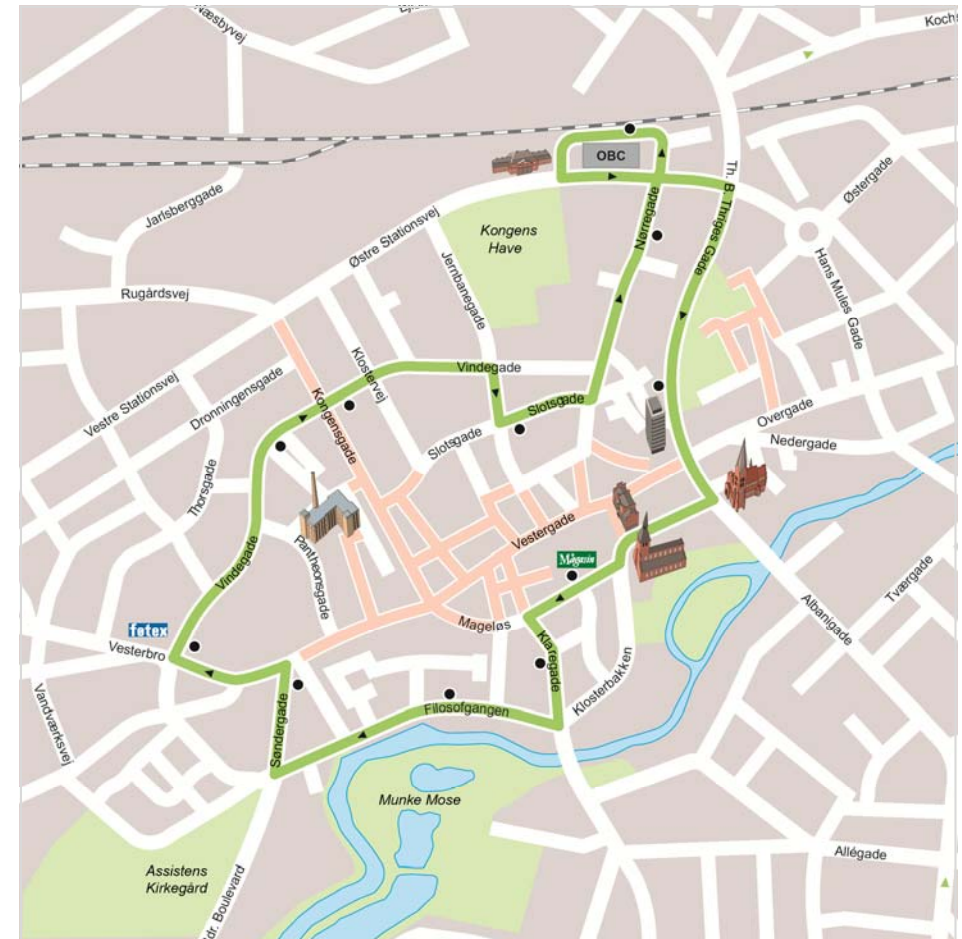 Næsbyvej
Kochs
OBC
Th. B. Thriges Gade
Østergade
Jarlsberggade
Kongens
Have
Nørregade
Østre Stationsvej
Jernbanegade
Hans Mules Gade
Rugårdsvej
Vindegade
Klostervej
Kongensgade
Dronningensgade
Vestre Stationsvej
Slotsgade
Slotsgade
Overgade
Nedergade
Thorsgade
Vestergade
Pantheonsgade
Vindegade
Magasin
Tværgade
Albanigade
føtex
Vesterbro
Mageløs
Klaregade
Klosterbakken
Vandværksvej
Søndergade
Filosofgangen
Munke Mose
Allégade
Assistens
Kirkegård
dr. Boulevard